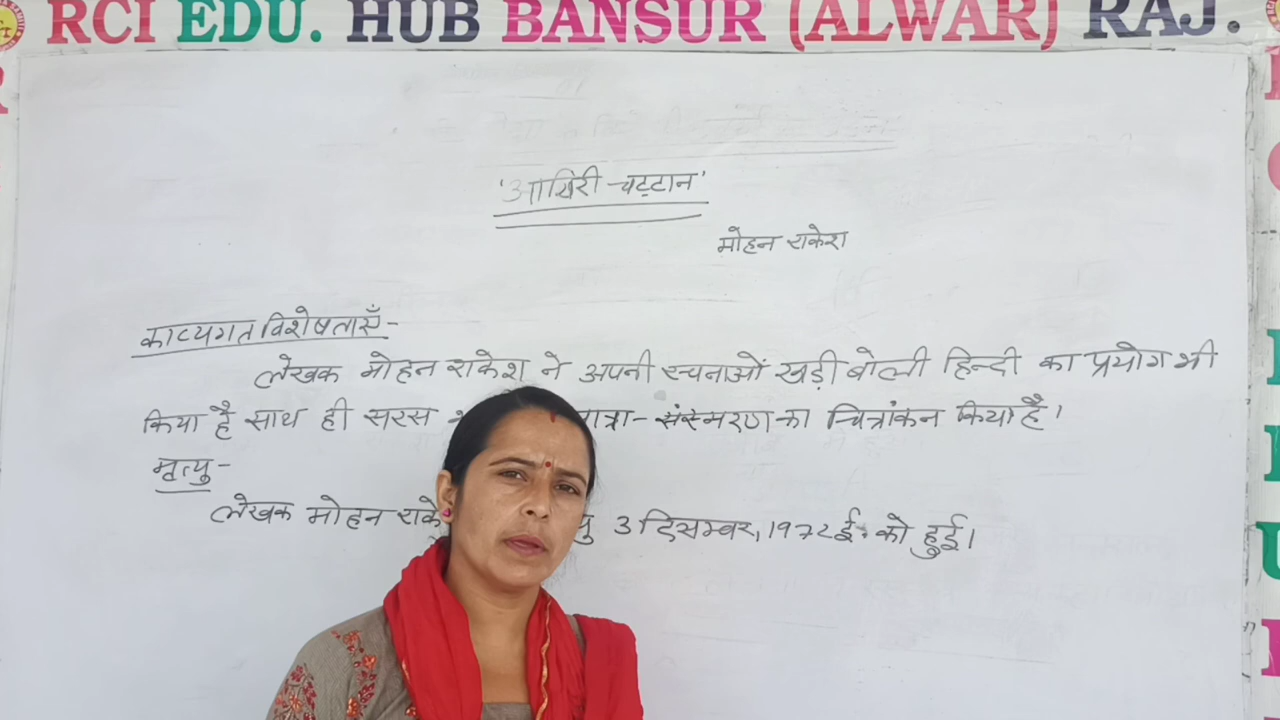 RCI EDU. HUB BANSUR (ALWAR) RAJ.
'आखिरी चट्टान'
मोहन राकेश
काव्यगत विशेषताएँ-
लेखक मोहन राकेश ने अपनी रचनाओं खड़ी बोली हिन्दी का प्रयोग भी
किया है साथ ही सरस यात्रा-संस्मरण का चित्रांकन किया है।
मृत्यु-
लेखक मोहन 3 दिसम्बर, 1972 ई. को हुई।